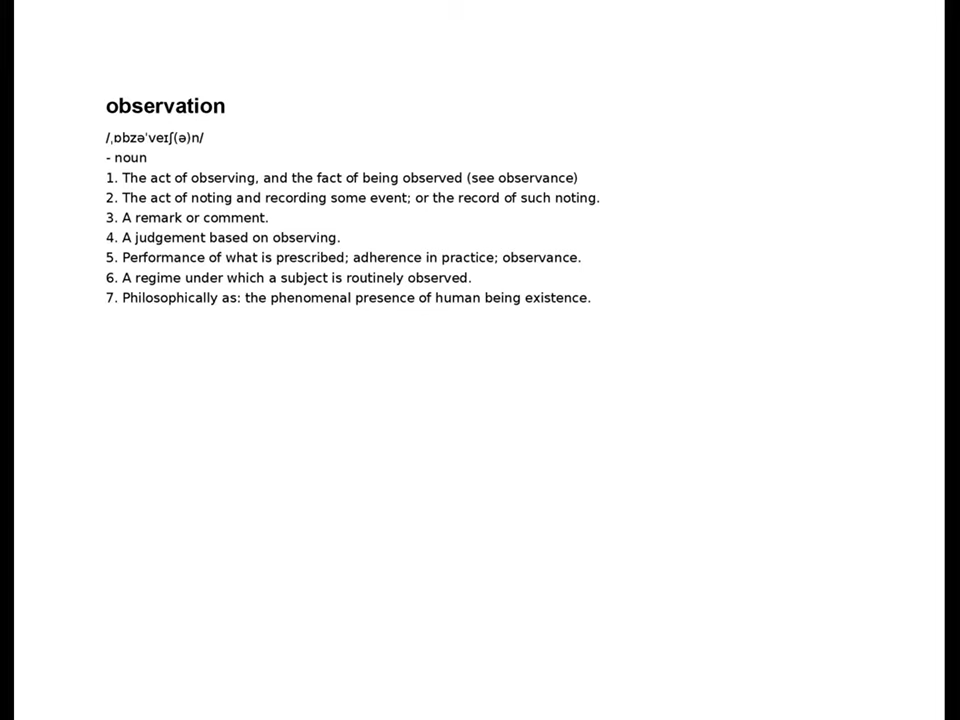 observation
/ˌɒbzəˈveɪʃ(ə)n/
- noun
1. The act of observing, and the fact of being observed (see observance)
2. The act of noting and recording some event; or the record of such noting.
3. A remark or comment.
4. A judgement based on observing.
5. Performance of what is prescribed; adherence in practice; observance.
6. A regime under which a subject is routinely observed.
7. Philosophically as: the phenomenal presence of human being existence.